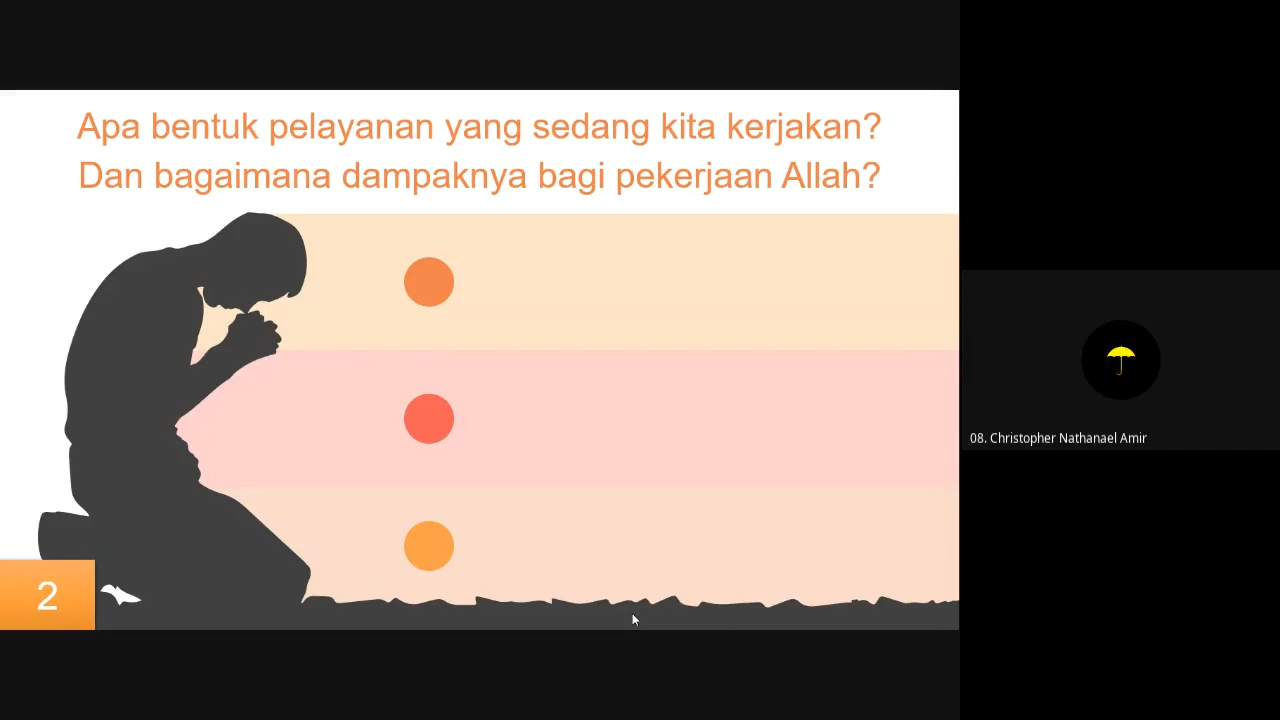 Apa bentuk pelayanan yang sedang kita kerjakan?
Dan bagaimana dampaknya bagi pekerjaan Allah?
2
08. Christopher Nathanael Amir